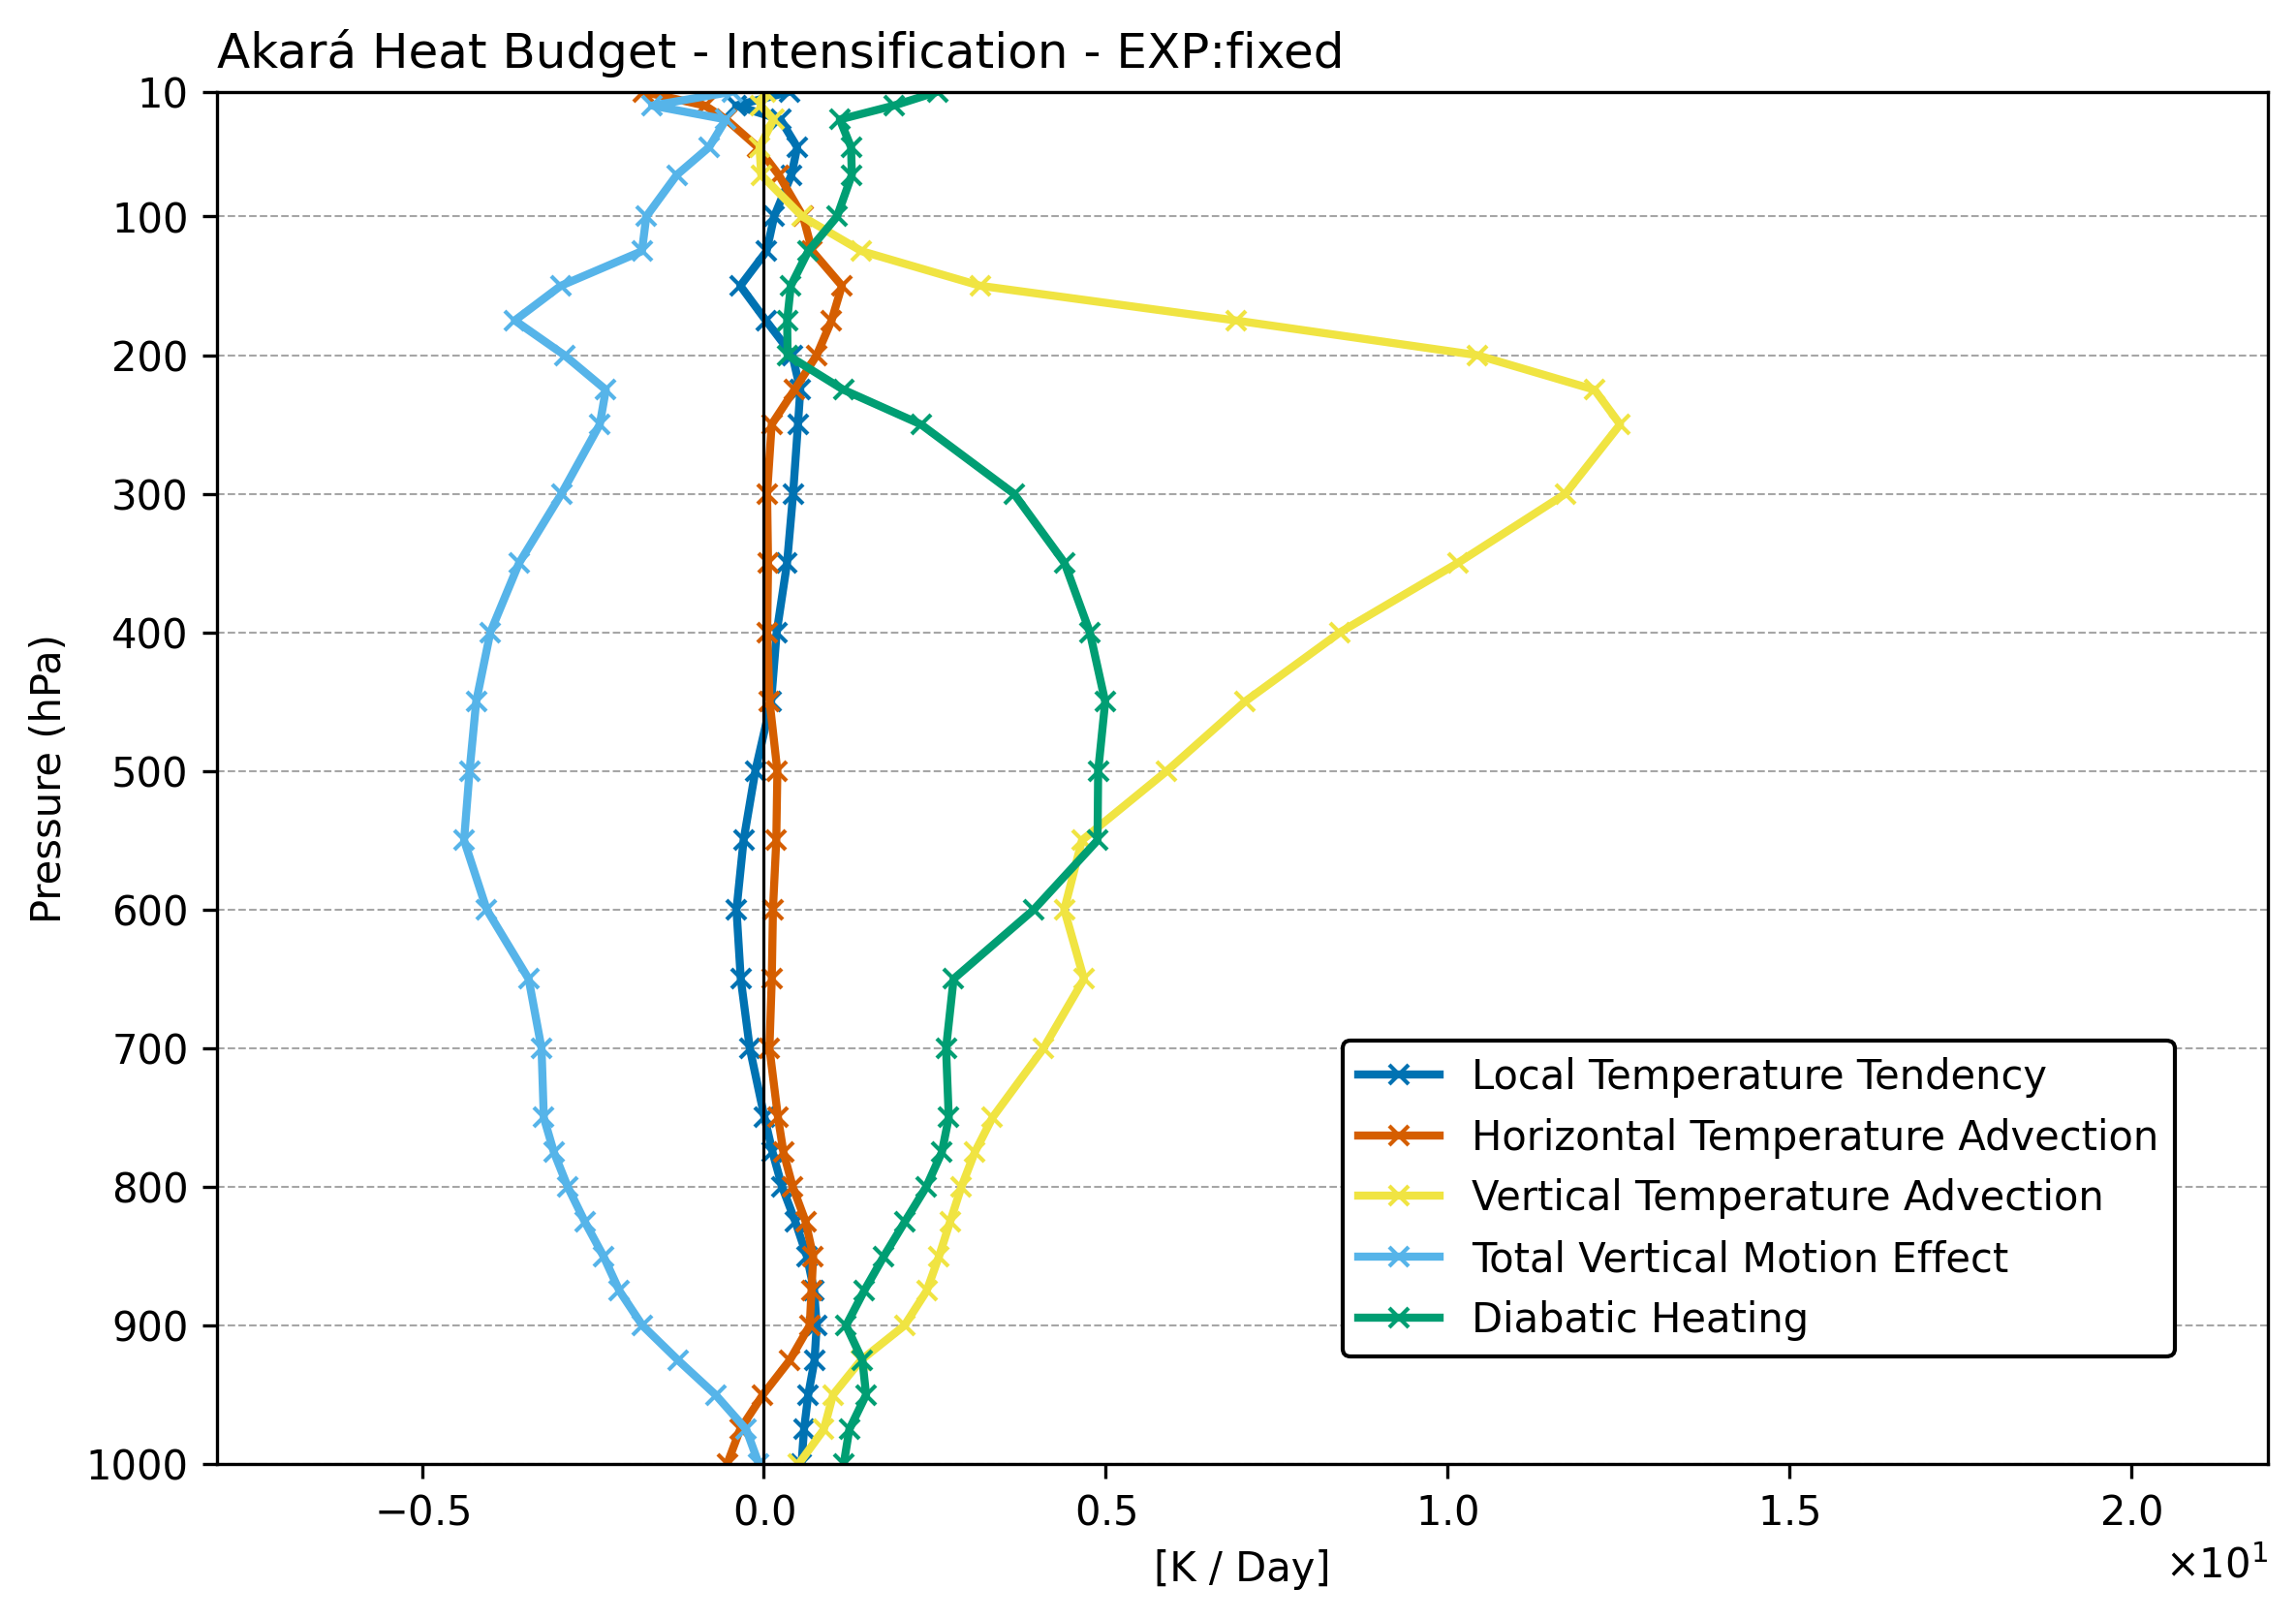 Akará Heat Budget - Intensification - EXP:fixed
10
100
200
300
400
500
600
700
800
900
1000
Pressure (hPa)
Local Temperature Tendency
Horizontal Temperature Advection
Vertical Temperature Advection
Total Vertical Motion Effect
Diabatic Heating
−0.5 0.0 0.5 1.0 1.5 2.0
[K / Day]
×10¹